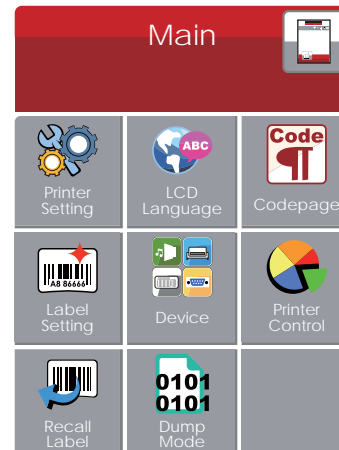 Main
Printer
Setting
ABC
LCD
Language
Code
Codepage
A8 86666
Label
Setting
Device
Printer
Control
Recall
Label
0101
0101
Dump
Mode